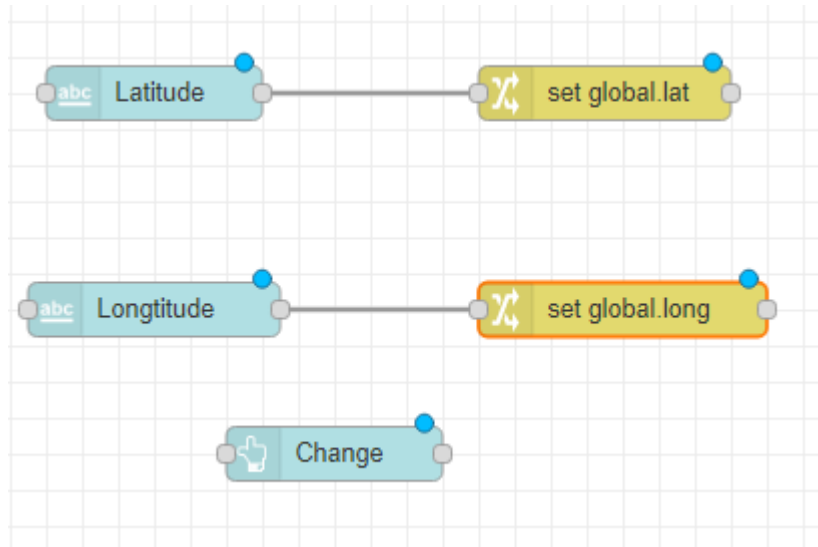 abc Latitude
set global.lat
abc Longtitude
set global.long
Change